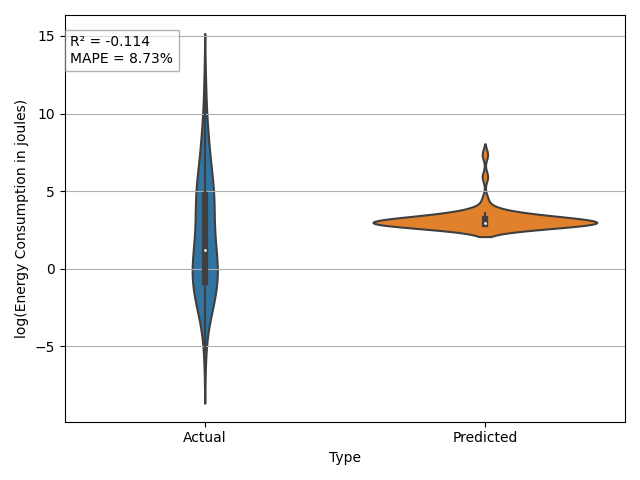 R² = -0.114
MAPE = 8.73%
15
10
5
0
−5
log(Energy Consumption in joules)
Actual
Predicted
Type